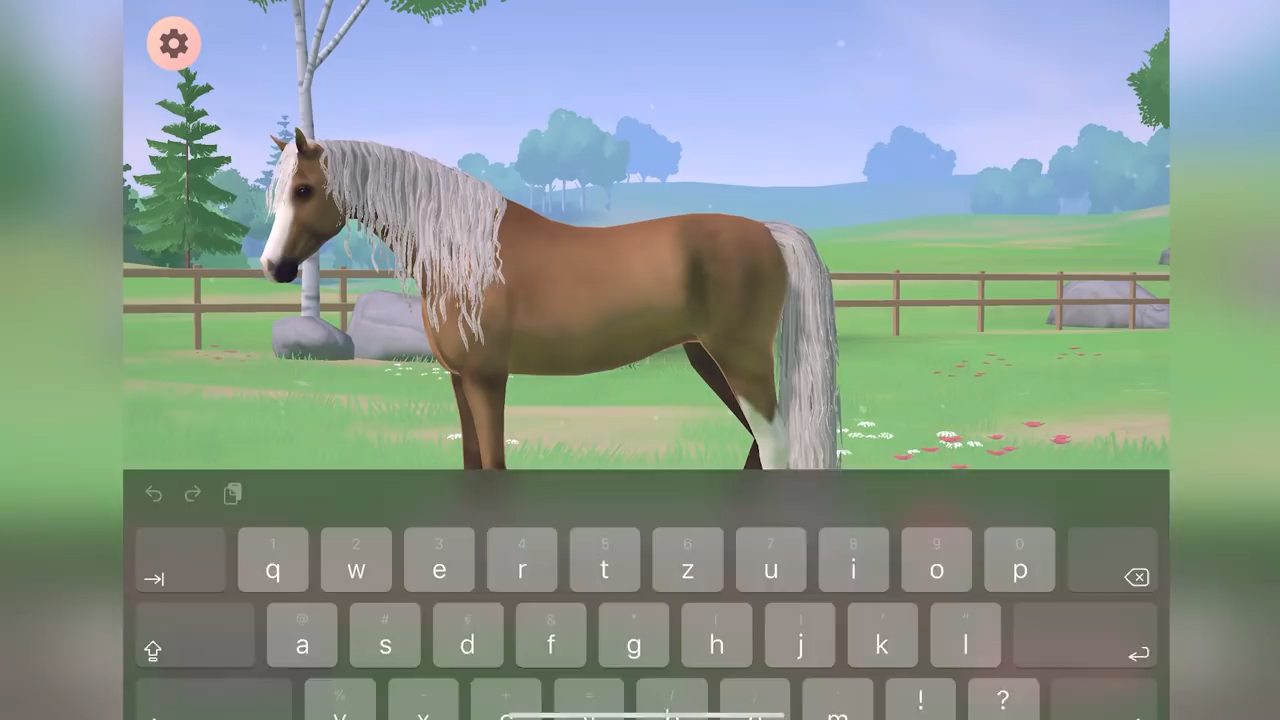 1 2 3 4 5 6 7 8 9 0
q w e r t z u i o p
@ # € & * ( ) ' "
a s d f g h j k l
% - + = / ;
! ?
y x c m